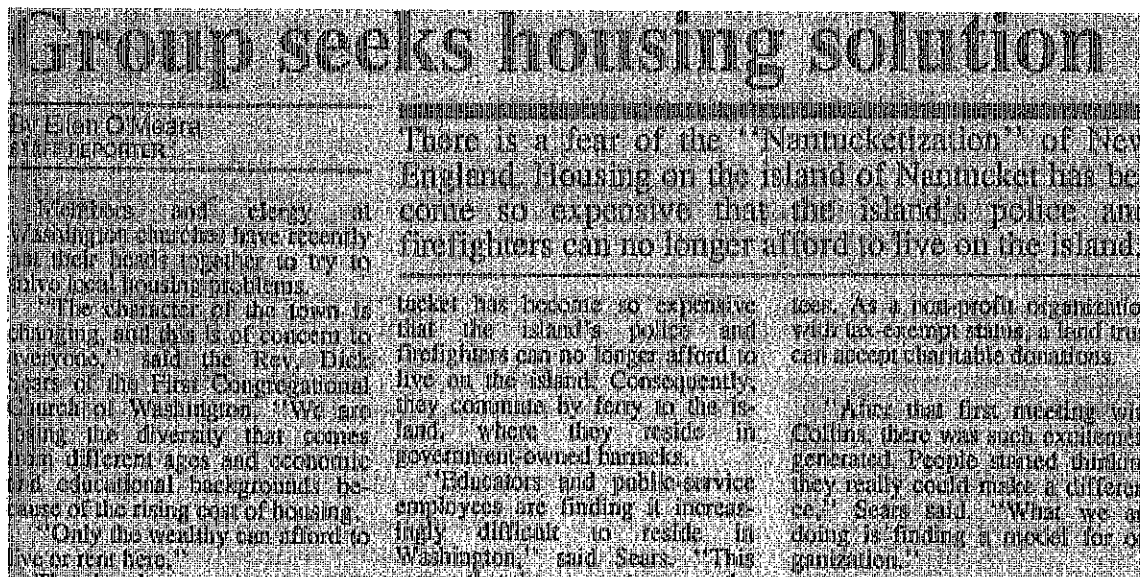 Group seeks housing solution
By Ellen O'Meara
STAFF REPORTER
There is a fear of the "Nantucketization" of New
England. Housing on the island of Nantucket has be-
come so expensive that the island's police and
firefighters can no longer afford to live on the island.
Members and clergy at
Washington churches have recently
put their heads together to try to
solve local housing problems.
"The character of the town is
changing, and this is of concern to
everyone," said the Rev. Dick
Sears of the First Congregational
Church of Washington. "We are
losing the diversity that comes
from different ages and economic
and educational backgrounds be-
cause of the rising cost of housing.
"Only the wealthy can afford to
live or rent here."
tucket has become so expensive
that the island's police and
firefighters can no longer afford to
live on the island. Consequently,
they commute by ferry to the is-
land, where they reside in
government-owned barracks.
"Educators and public-service
employees are finding it increas-
ingly difficult to reside in
Washington," said Sears. "This
tees. As a non-profit organization
with tax-exempt status, a land trust
can accept charitable donations.
"After that first meeting with
Collins, there was such excitement
generated. People started thinking
they really could make a differen-
ce," Sears said. "What we are
doing is finding a model for or-
ganization."